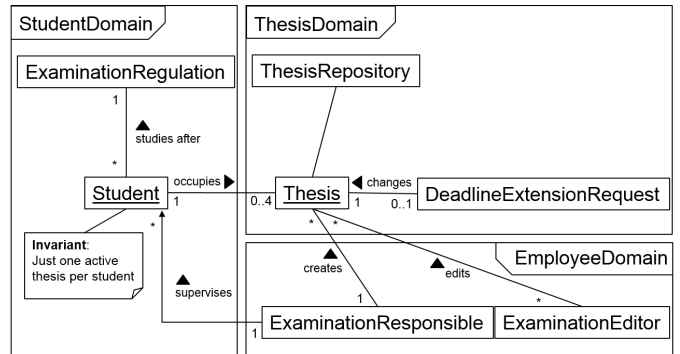 StudentDomain
ThesisDomain
ExaminationRegulation
ThesisRepository
1
studies after
*
Student
occupies
1
0..4
Thesis
changes
1
0..1
DeadlineExtensionRequest
*
*
*
Invariant:
Just one active
thesis per student
supervises
creates
edits
EmployeeDomain
1
*
1
ExaminationResponsible
ExaminationEditor